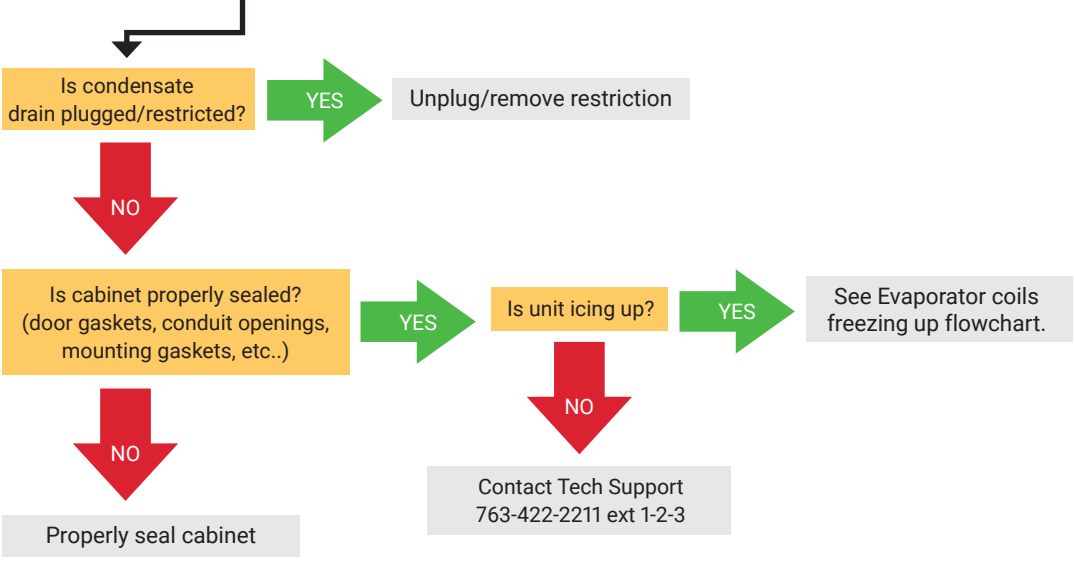 Is condensate
drain plugged/restricted?
YES
Unplug/remove restriction
NO
Is cabinet properly sealed?
(door gaskets, conduit openings,
mounting gaskets, etc..)
YES
Is unit icing up?
YES
See Evaporator coils
freezing up flowchart.
NO
NO
Contact Tech Support
763-422-2211 ext 1-2-3
Properly seal cabinet